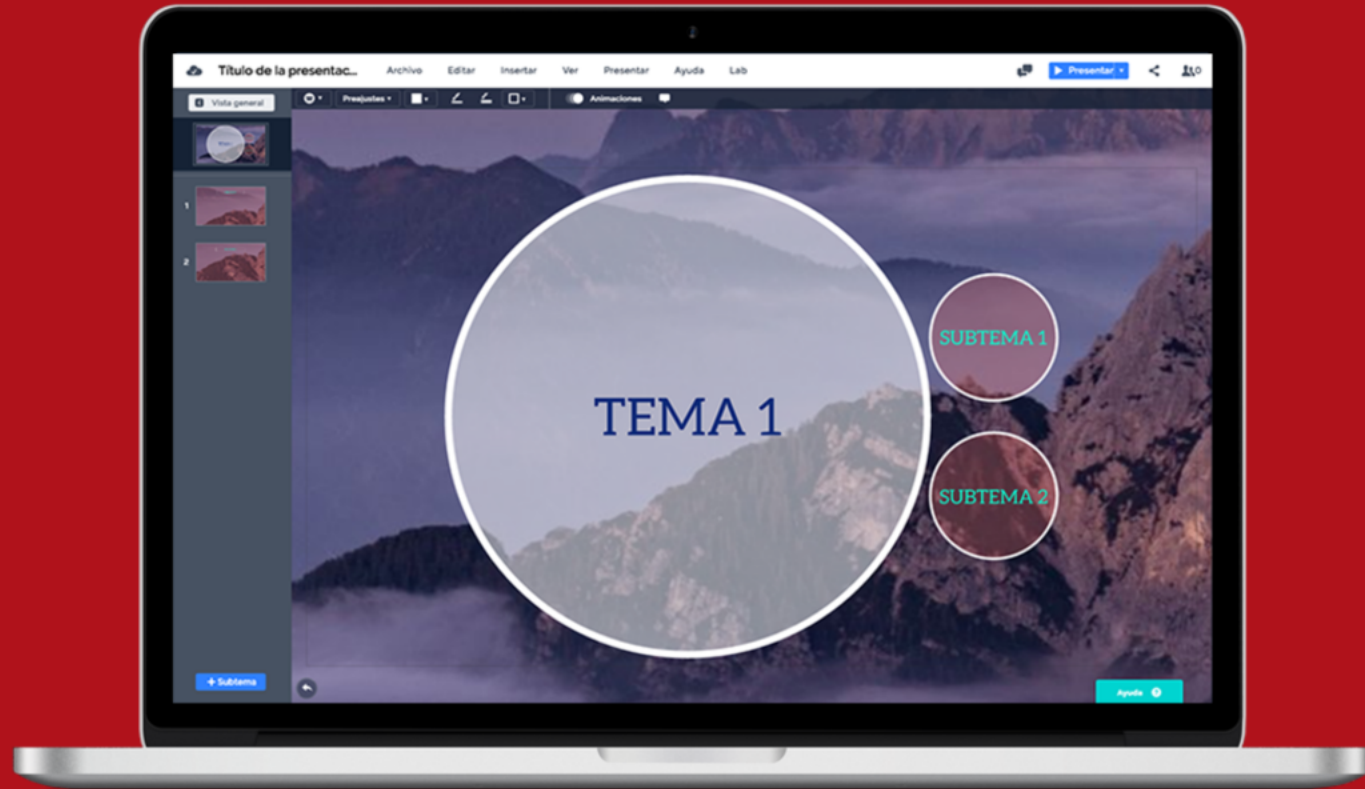 Título de la presentac... Archivo Editar Insertar Ver Presentar Ayuda Lab Presentar 0
Vista general Preajustes Animaciones
1
2
TEMA 1
SUBTEMA 1
SUBTEMA 2
+ Subtema
Ayuda ?